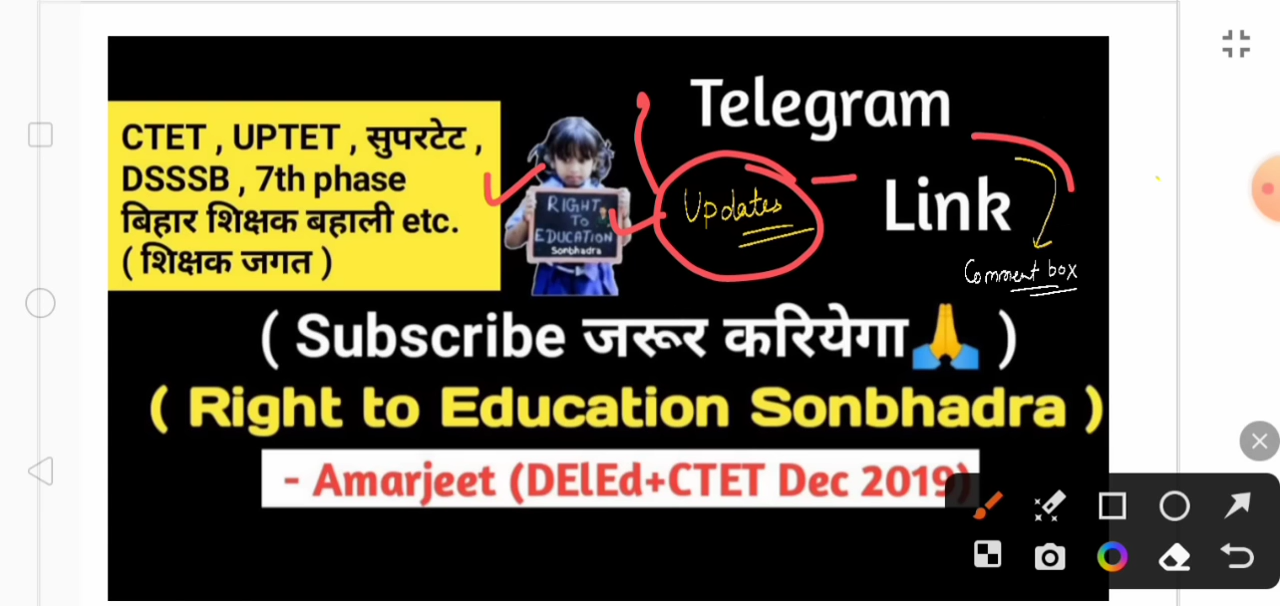 CTET , UPTET , सुपरटेट ,
DSSSB , 7th phase
बिहार शिक्षक बहाली etc.
( शिक्षक जगत )
RIGHT
TO
EDUCATION
Sonbhadra
Updates
Telegram
Link
Comment box
( Subscribe जरूर करियेगा🙏 )
( Right to Education Sonbhadra )
- Amarjeet (DElEd+CTET Dec 2019)